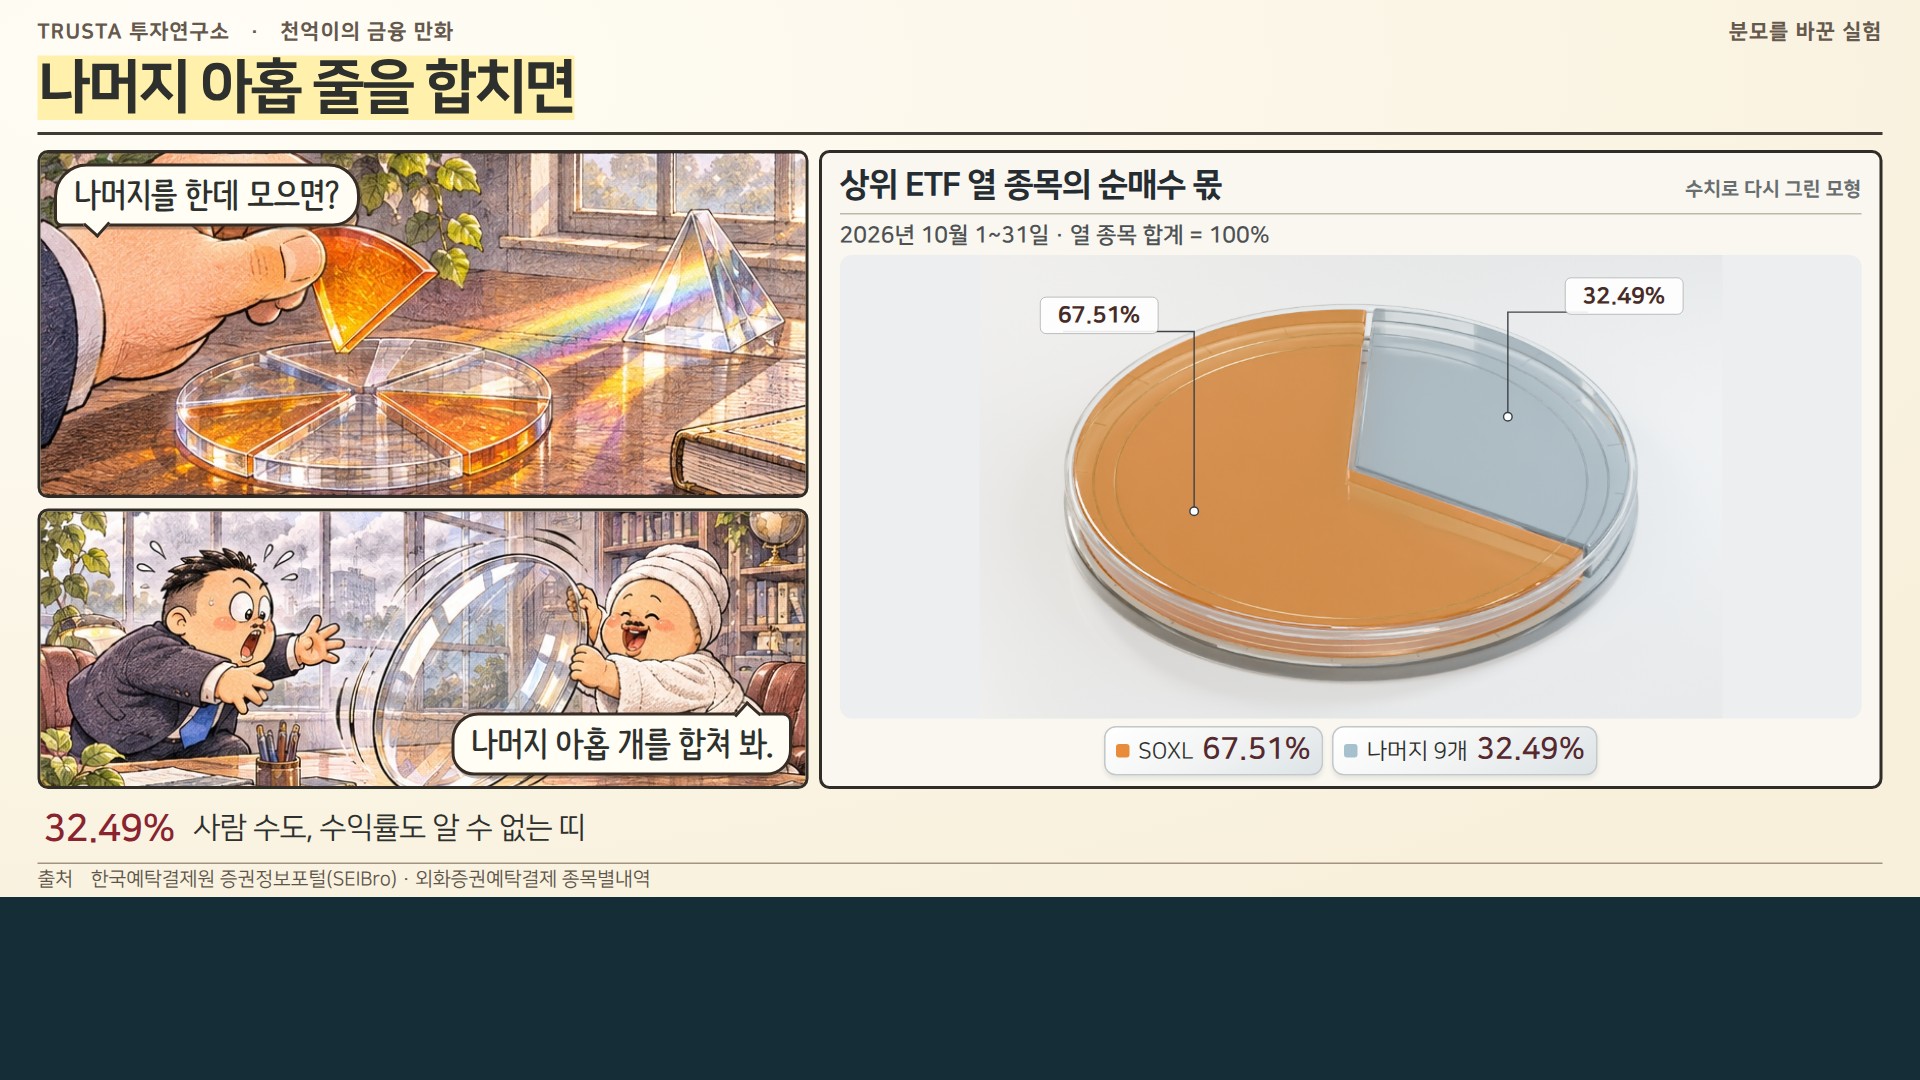 TRUSTA 투자연구소 · 천억이의 금융 만화
분모를 바꾼 실험
나머지 아홉 줄을 합치면
나머지를 한데 모으면?
나머지 아홉 개를 합쳐 봐.
상위 ETF 열 종목의 순매수 몫
수치로 다시 그린 모형
2026년 10월 1~31일 · 열 종목 합계 = 100%
67.51%
32.49%
SOXL 67.51%
나머지 9개 32.49%
32.49% 사람 수도, 수익률도 알 수 없는 띠
출처 한국예탁결제원 증권정보포털(SEIBro) · 외화증권예탁결제 종목별내역